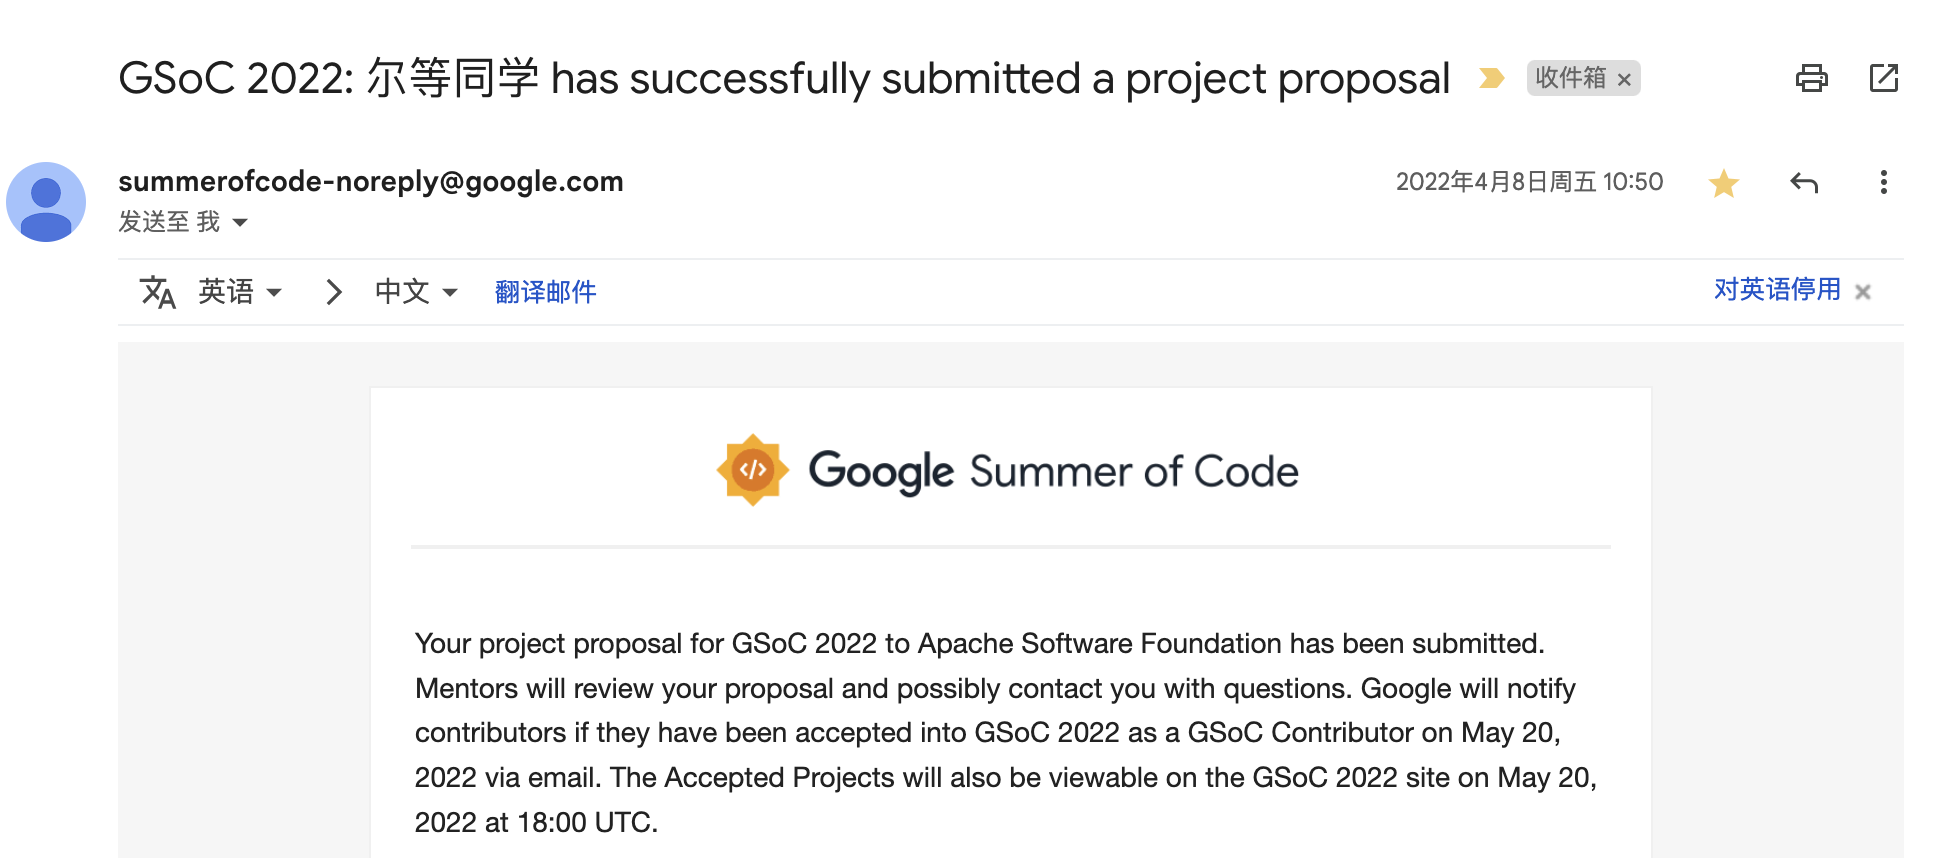 GSoC 2022: 尔等同学 has successfully submitted a project proposal 收件箱 ×
summerofcode-noreply@google.com 2022年4月8日周五 10:50
发送至 我
英语 中文 翻译邮件 对英语停用 ×
Google Summer of Code
Your project proposal for GSoC 2022 to Apache Software Foundation has been submitted.
Mentors will review your proposal and possibly contact you with questions. Google will notify
contributors if they have been accepted into GSoC 2022 as a GSoC Contributor on May 20,
2022 via email. The Accepted Projects will also be viewable on the GSoC 2022 site on May 20,
2022 at 18:00 UTC.